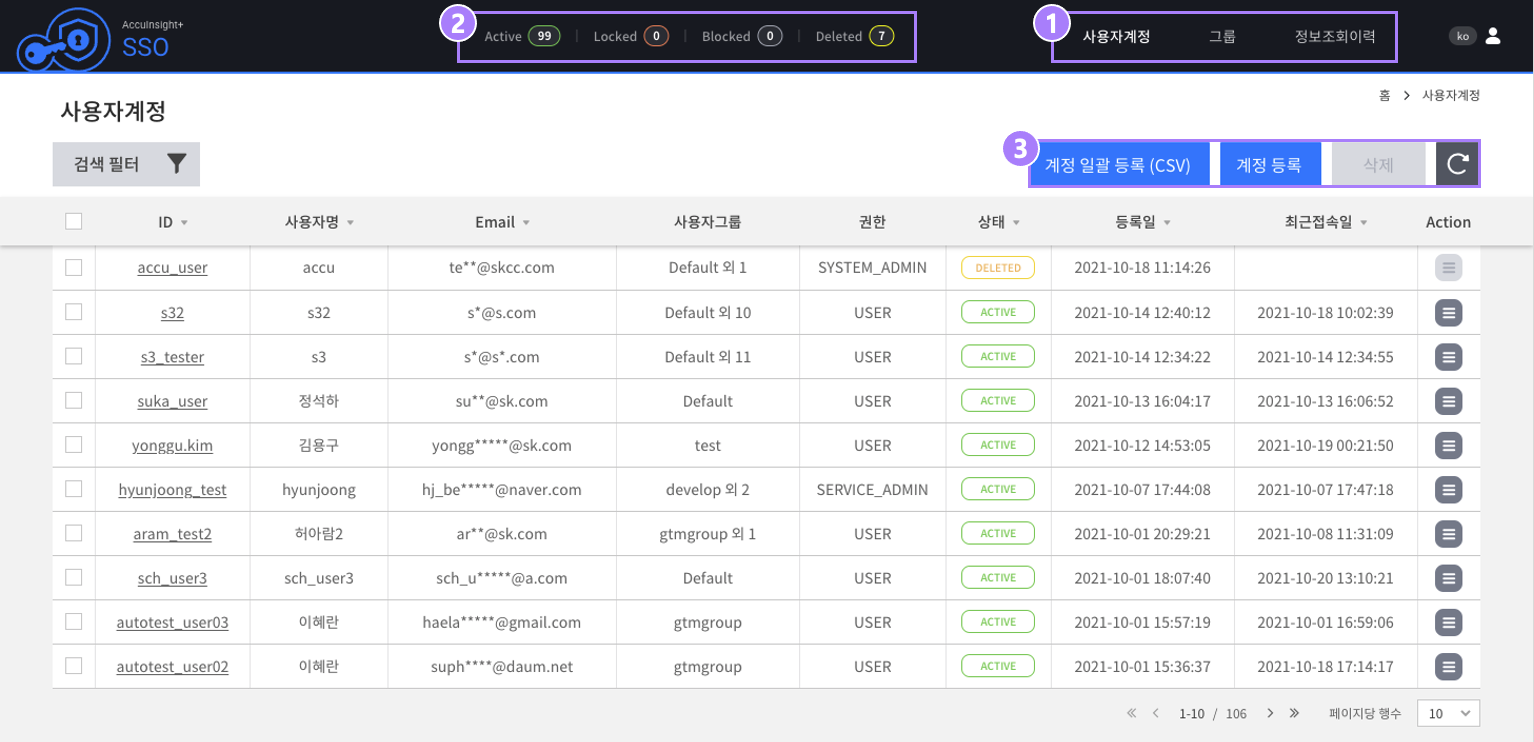 AccuInsight+
SSO
2
Active 99 | Locked 0 | Blocked 0 | Deleted 7
1
사용자계정 그룹 정보조회이력
ko
사용자계정
홈 > 사용자계정
검색 필터
3
계정 일괄 등록 (CSV) 계정 등록 삭제
ID 사용자명 Email 사용자그룹 권한 상태 등록일 최근접속일 Action
accu_user accu te**@skcc.com Default 외 1 SYSTEM_ADMIN DELETED 2021-10-18 11:14:26
s32 s32 s*@s.com Default 외 10 USER ACTIVE 2021-10-14 12:40:12 2021-10-18 10:02:39
s3_tester s3 s*@s*.com Default 외 11 USER ACTIVE 2021-10-14 12:34:22 2021-10-14 12:34:55
suka_user 정석하 su**@sk.com Default USER ACTIVE 2021-10-13 16:04:17 2021-10-13 16:06:52
yonggu.kim 김용구 yongg*****@sk.com test USER ACTIVE 2021-10-12 14:53:05 2021-10-19 00:21:50
hyunjoong_test hyunjoong hj_be*****@naver.com develop 외 2 SERVICE_ADMIN ACTIVE 2021-10-07 17:44:08 2021-10-07 17:47:18
aram_test2 허아람2 ar**@sk.com gtmgroup 외 1 USER ACTIVE 2021-10-01 20:29:21 2021-10-08 11:31:09
sch_user3 sch_user3 sch_u*****@a.com Default USER ACTIVE 2021-10-01 18:07:40 2021-10-20 13:10:21
autotest_user03 이혜란 haela*****@gmail.com gtmgroup USER ACTIVE 2021-10-01 15:57:19 2021-10-01 16:59:06
autotest_user02 이혜란 suph****@daum.net gtmgroup USER ACTIVE 2021-10-01 15:36:37 2021-10-18 17:14:17
1-10 / 106 페이지당 행수 10